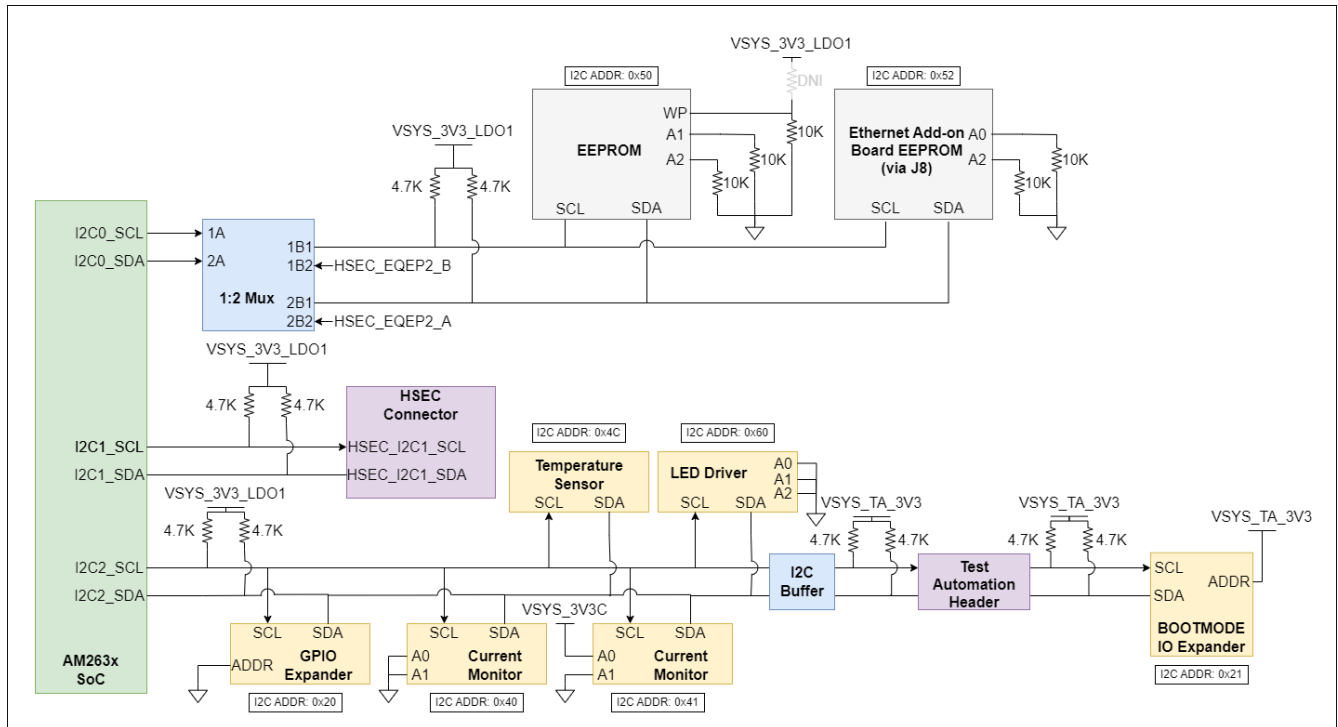 VSYS_3V3_LDO1
I2C ADDR: 0x50
I2C ADDR: 0x52
DNI
WP
A1
A2
EEPROM
10K
10K
10K
SCL
SDA
Ethernet Add-on
Board EEPROM
(via J8)
A0
A2
10K
10K
SCL
SDA
VSYS_3V3_LDO1
4.7K
4.7K
I2C0_SCL
I2C0_SDA
1A
2A
1:2 Mux
1B1
1B2
2B1
2B2
HSEC_EQEP2_B
HSEC_EQEP2_A
VSYS_3V3_LDO1
4.7K
4.7K
HSEC
Connector
HSEC_I2C1_SCL
HSEC_I2C1_SDA
I2C1_SCL
I2C1_SDA
I2C ADDR: 0x4C
Temperature
Sensor
SCL
SDA
I2C ADDR: 0x60
LED Driver
A0
A1
A2
SCL
SDA
VSYS_3V3_LDO1
4.7K
4.7K
VSYS_TA_3V3
4.7K
4.7K
VSYS_TA_3V3
4.7K
4.7K
VSYS_TA_3V3
I2C2_SCL
I2C2_SDA
I2C
Buffer
Test
Automation
Header
SCL
SDA
ADDR
BOOTMODE
IO Expander
I2C ADDR: 0x21
SCL
SDA
ADDR
GPIO
Expander
I2C ADDR: 0x20
SCL
SDA
A0
A1
Current
Monitor
I2C ADDR: 0x40
VSYS_3V3C
SCL
SDA
A0
A1
Current
Monitor
I2C ADDR: 0x41
AM263x
SoC